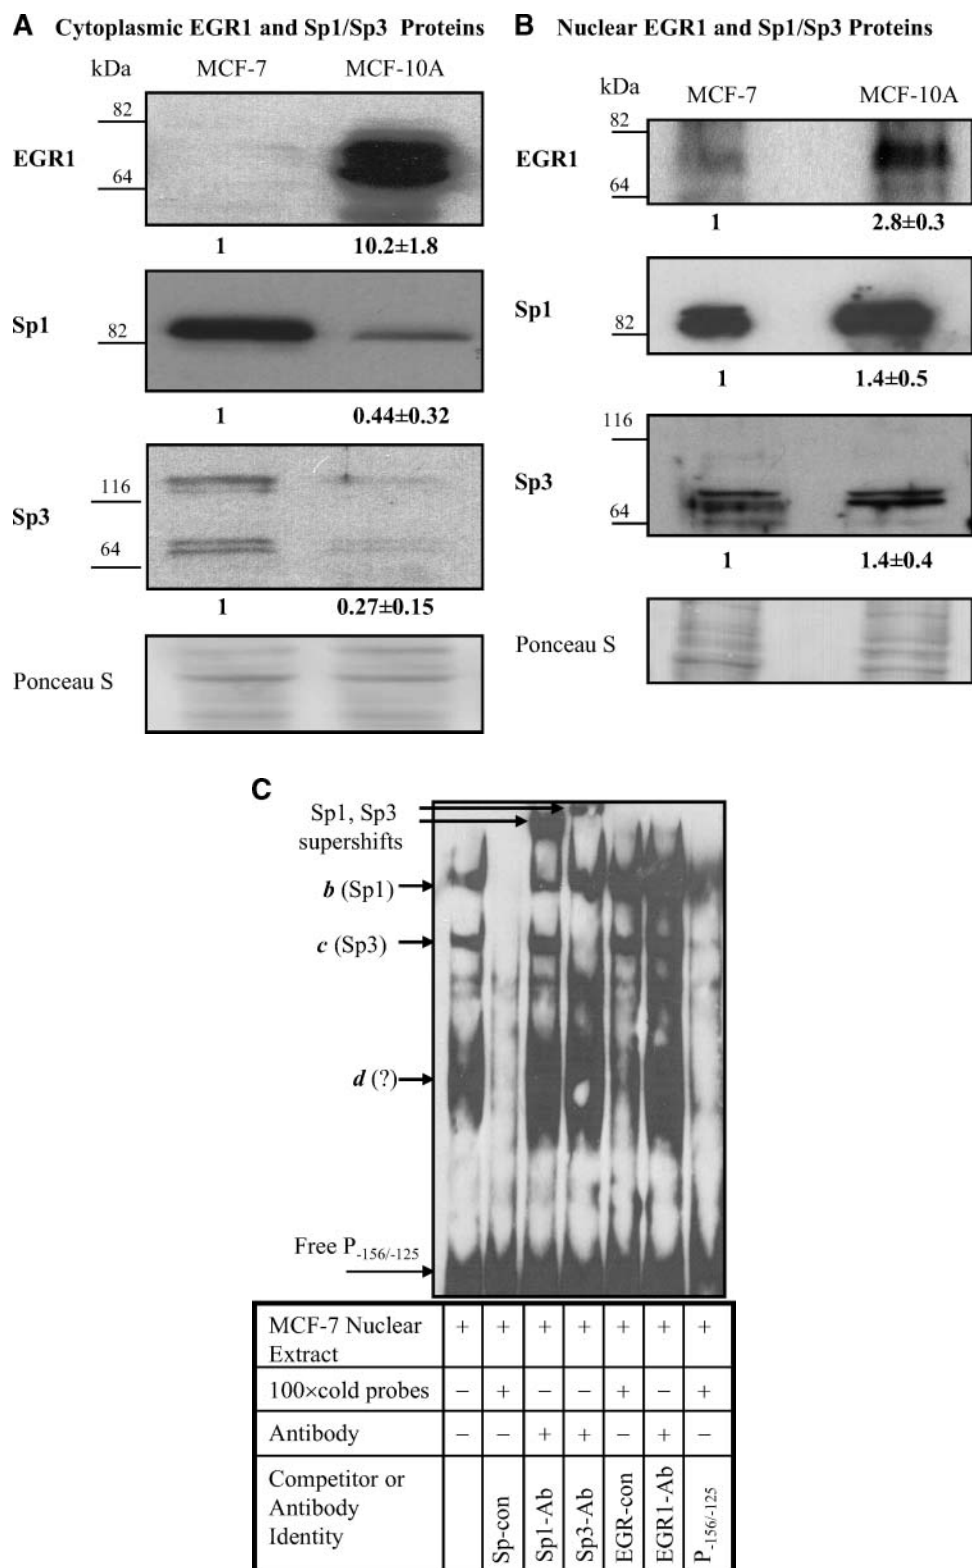 A Cytoplasmic EGR1 and Sp1/Sp3 Proteins
kDa MCF-7 MCF-10A
82
EGR1
64
1 10.2±1.8
Sp1
82
1 0.44±0.32
116
Sp3
64
1 0.27±0.15
Ponceau S
B Nuclear EGR1 and Sp1/Sp3 Proteins
kDa MCF-7 MCF-10A
82
EGR1
64
1 2.8±0.3
Sp1
82
1 1.4±0.5
116
Sp3
64
1 1.4±0.4
Ponceau S
C
Sp1, Sp3
supershifts
b (Sp1)
c (Sp3)
d (?)
Free P-156/-125
MCF-7 Nuclear + + + + + + +
Extract
100×cold probes – + – – + – +
Antibody – – + + – + –
Competitor or
Antibody
Identity
Sp-con
Sp1-Ab
Sp3-Ab
EGR-con
EGR1-Ab
P-156/-125